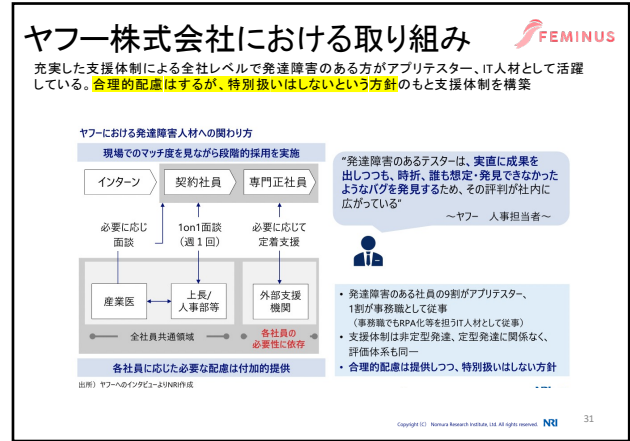 ヤフー株式会社における取り組み
FEMINUS
充実した支援体制による全社レベルで発達障害のある方がアプリテスター、IT人材として活躍
している。合理的配慮はするが、特別扱いはしないという方針のもと支援体制を構築
ヤフーにおける発達障害人材への関わり方
現場でのマッチ度を見ながら段階的採用を実施
インターン
契約社員
専門正社員
必要に応じ
面談
1on1面談
(週1回)
必要に応じて
定着支援
産業医
上長/
人事部等
外部支援
機関
全社員共通領域
各社員の
必要性に依存
各社員に応じた必要な配慮は付加的提供
出所)ヤフーへのインタビューよりNRI作成
"発達障害のあるテスターは、実直に成果を
出しつつも、時折、誰も想定・発見できなかった
ようなバグを発見するため、その評判が社内に
広がっている"
~ヤフー 人事担当者~
• 発達障害のある社員の9割がアプリテスター、
1割が事務職として従事
(事務職でもRPA化等を担うIT人材として従事)
• 支援体制は非定型発達、定型発達に関係なく、
評価体系も同一
• 合理的配慮は提供しつつ、特別扱いはしない方針
Copyright (C) Nomura Research Institute, Ltd. All rights reserved. NRI
31